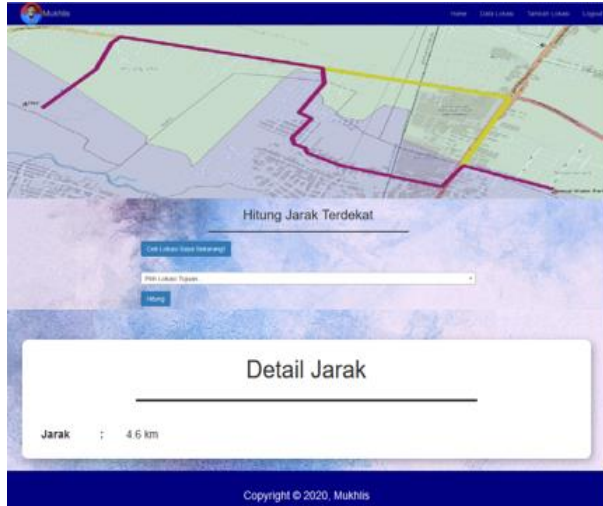 Mukhlis
Home Data Lokasi Tambah Lokasi Logout
Hitung Jarak Terdekat
Cek Lokasi Saya Sekarang!
Pilih Lokasi Tujuan
Hitung
Detail Jarak
Jarak : 4.6 km
Copyright © 2020, Mukhlis